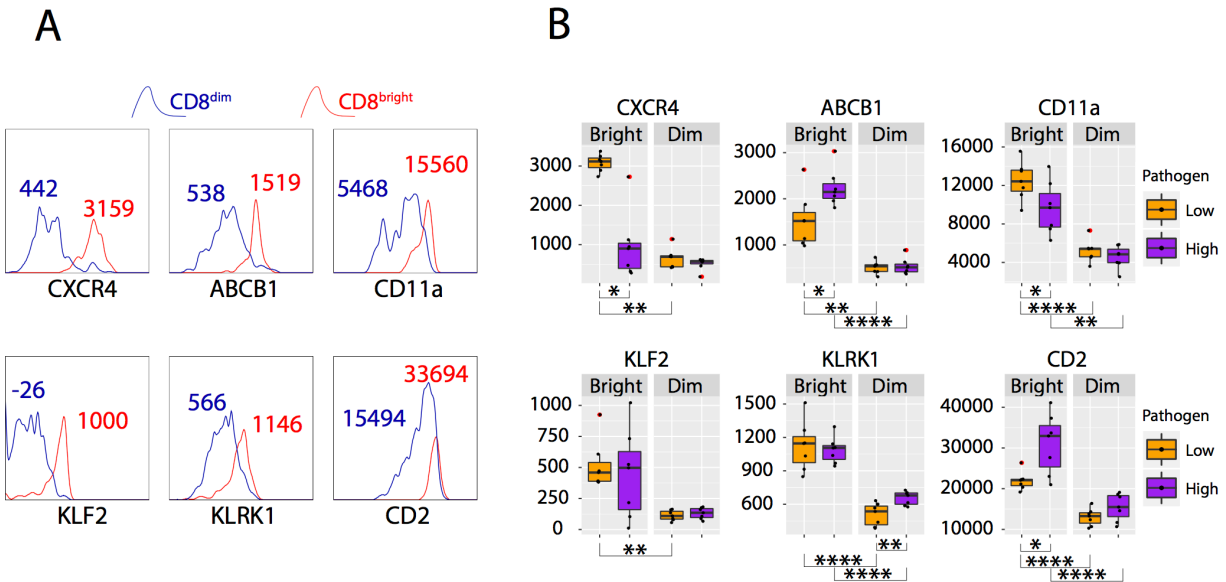 A
B
CD8dim
CD8bright
442
3159
CXCR4
538
1519
ABCB1
5468
15560
CD11a
-26
1000
KLF2
566
1146
KLRK1
15494
33694
CD2
CXCR4
Bright
Dim
3000
2000
1000
*
**
ABCB1
Bright
Dim
3000
2000
1000
*
**
****
CD11a
Bright
Dim
16000
12000
8000
4000
*
****
**
Pathogen
Low
High
KLF2
Bright
Dim
1000
750
500
250
0
**
KLRK1
Bright
Dim
1500
1200
900
600
**
****
****
CD2
Bright
Dim
40000
30000
20000
10000
*
****
****
Pathogen
Low
High